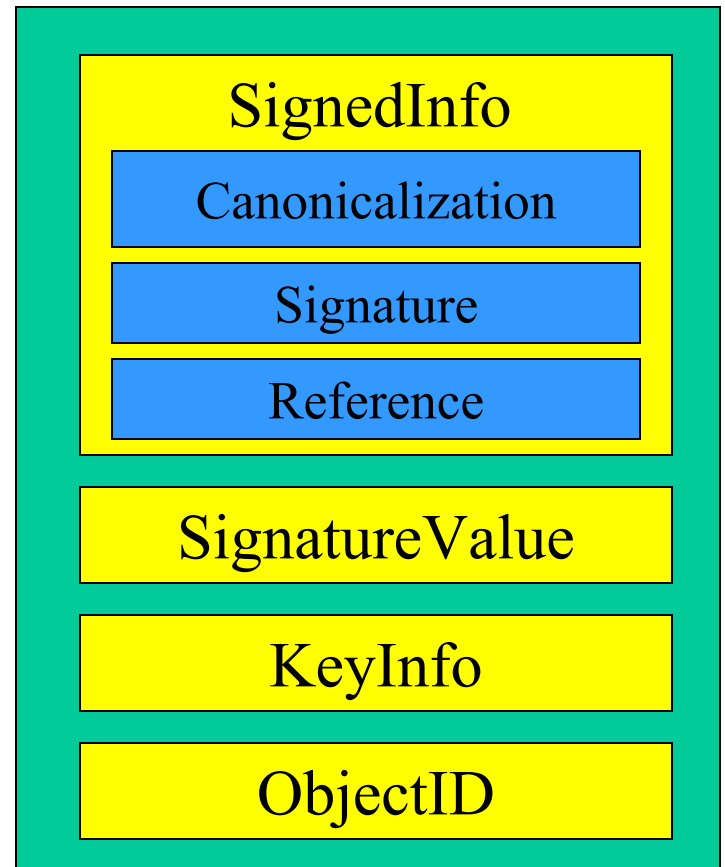 SignedInfo
Canonicalization
Signature
Reference
SignatureValue
KeyInfo
ObjectID